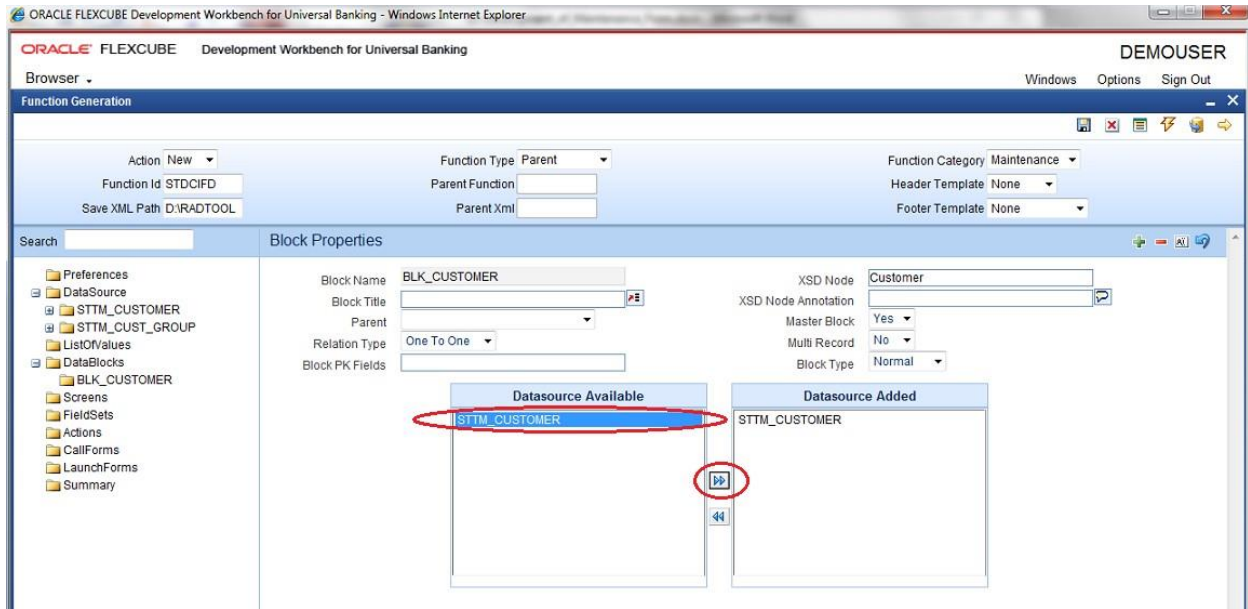 ORACLE FLEXCUBE Development Workbench for Universal Banking - Windows Internet Explorer
ORACLE FLEXCUBE Development Workbench for Universal Banking
DEMOUSER
Browser
Windows Options Sign Out
Function Generation
Action New Function Type Parent Function Category Maintenance
Function Id STDCIFD Parent Function Header Template None
Save XML Path D:\RADTOOL Parent Xml Footer Template None
Search
Block Properties
Preferences
DataSource
STTM_CUSTOMER
STTM_CUST_GROUP
ListOfValues
DataBlocks
BLK_CUSTOMER
Screens
FieldSets
Actions
CallForms
LaunchForms
Summary
Block Name BLK_CUSTOMER XSD Node Customer
Block Title XSD Node Annotation
Parent Master Block Yes
Relation Type One To One Multi Record No
Block PK Fields Block Type Normal
Datasource Available Datasource Added
STTM_CUSTOMER STTM_CUSTOMER